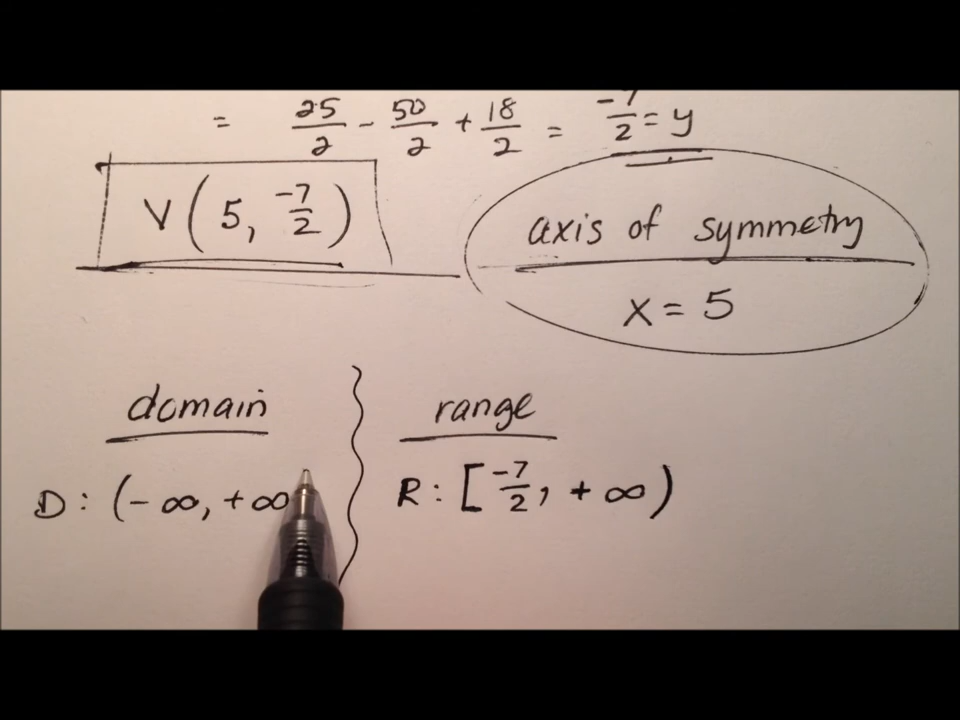 = 25/2 - 50/2 + 18/2 = -7/2 = y
V(5, -7/2)
axis of symmetry
x = 5
domain
D: (-∞, +∞
range
R: [-7/2, +∞)